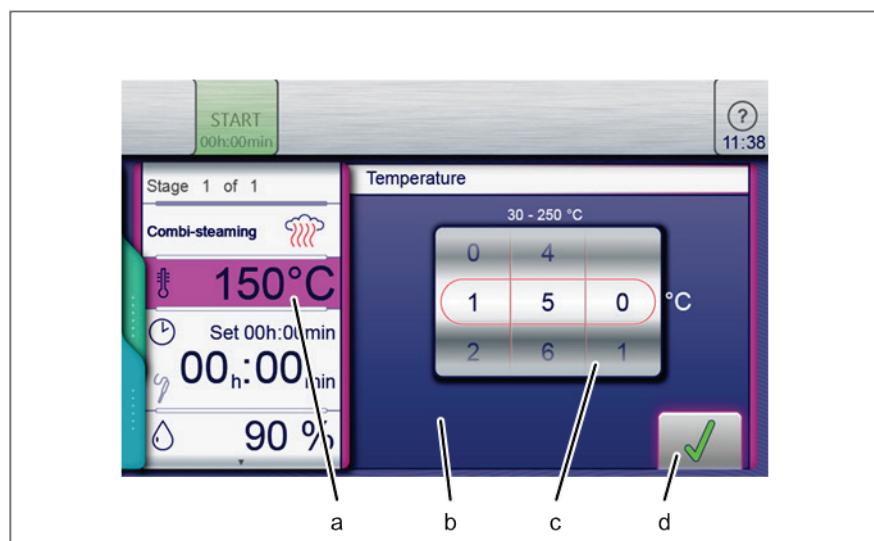 START
00h:00min
?
11:38
Stage 1 of 1
Temperature
Combi-steaming
30 - 250 °C
150°C
0 4
1 5 0 °C
2 6 1
Set 00h:00min
00h:00min
90 %
a b c d